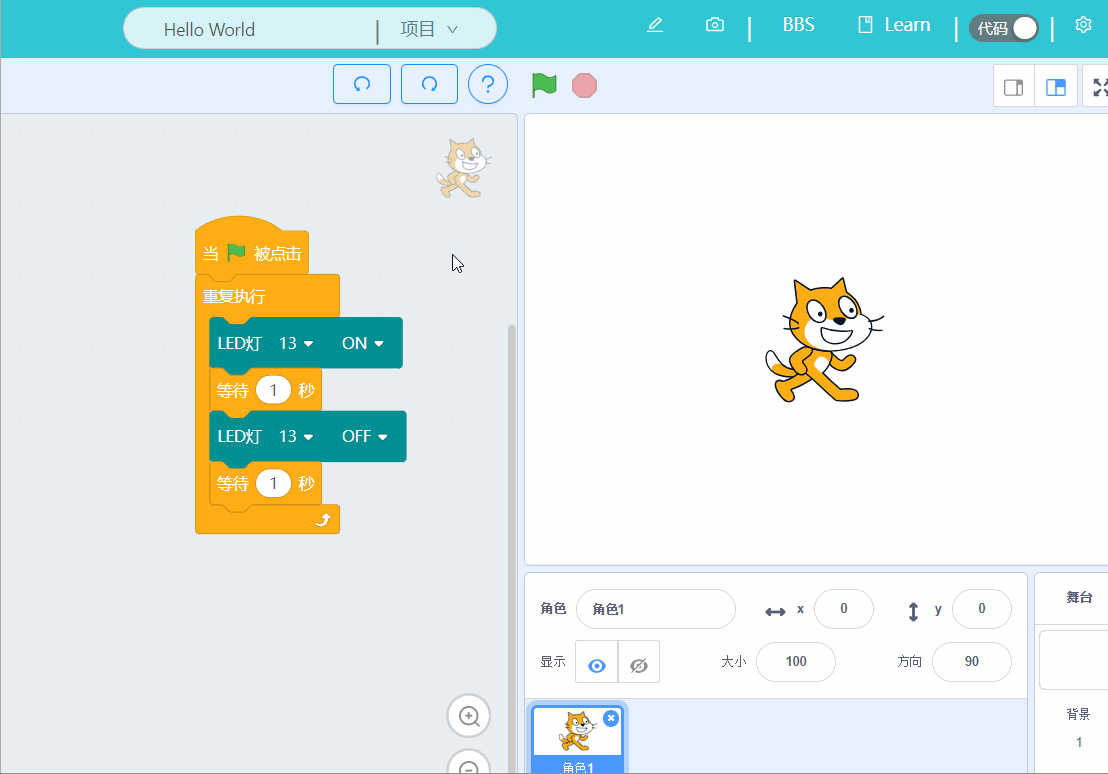 Hello World
项目
BBS
Learn
代码
?
当 被点击
重复执行
LED灯 13 ON
等待 1 秒
LED灯 13 OFF
等待 1 秒
角色 角色1
x 0
y 0
显示
大小 100
方向 90
角色1
舞台
背景
1